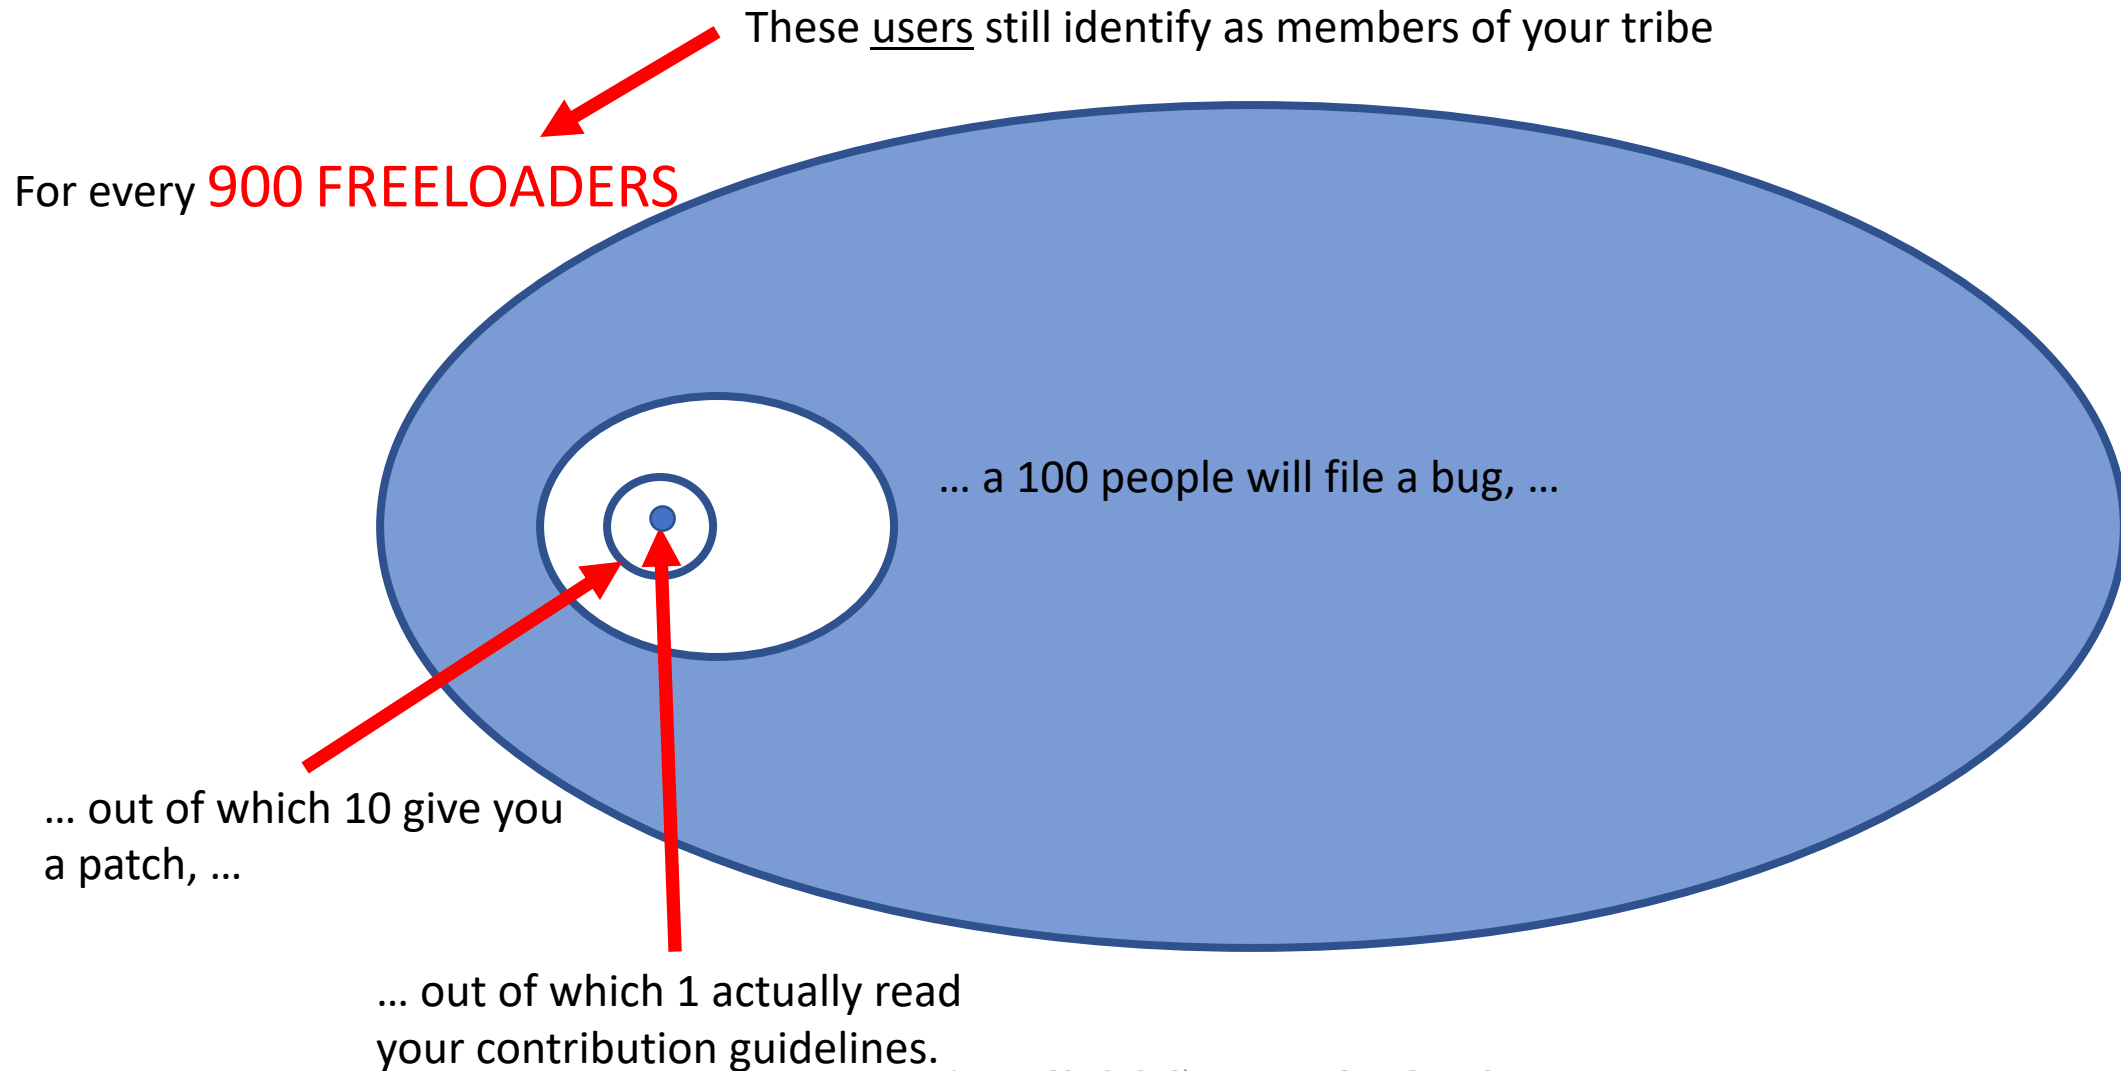 These users still identify as members of your tribe
For every 900 FREELOADERS
… a 100 people will file a bug, …
… out of which 10 give you
a patch, …
… out of which 1 actually read
your contribution guidelines.